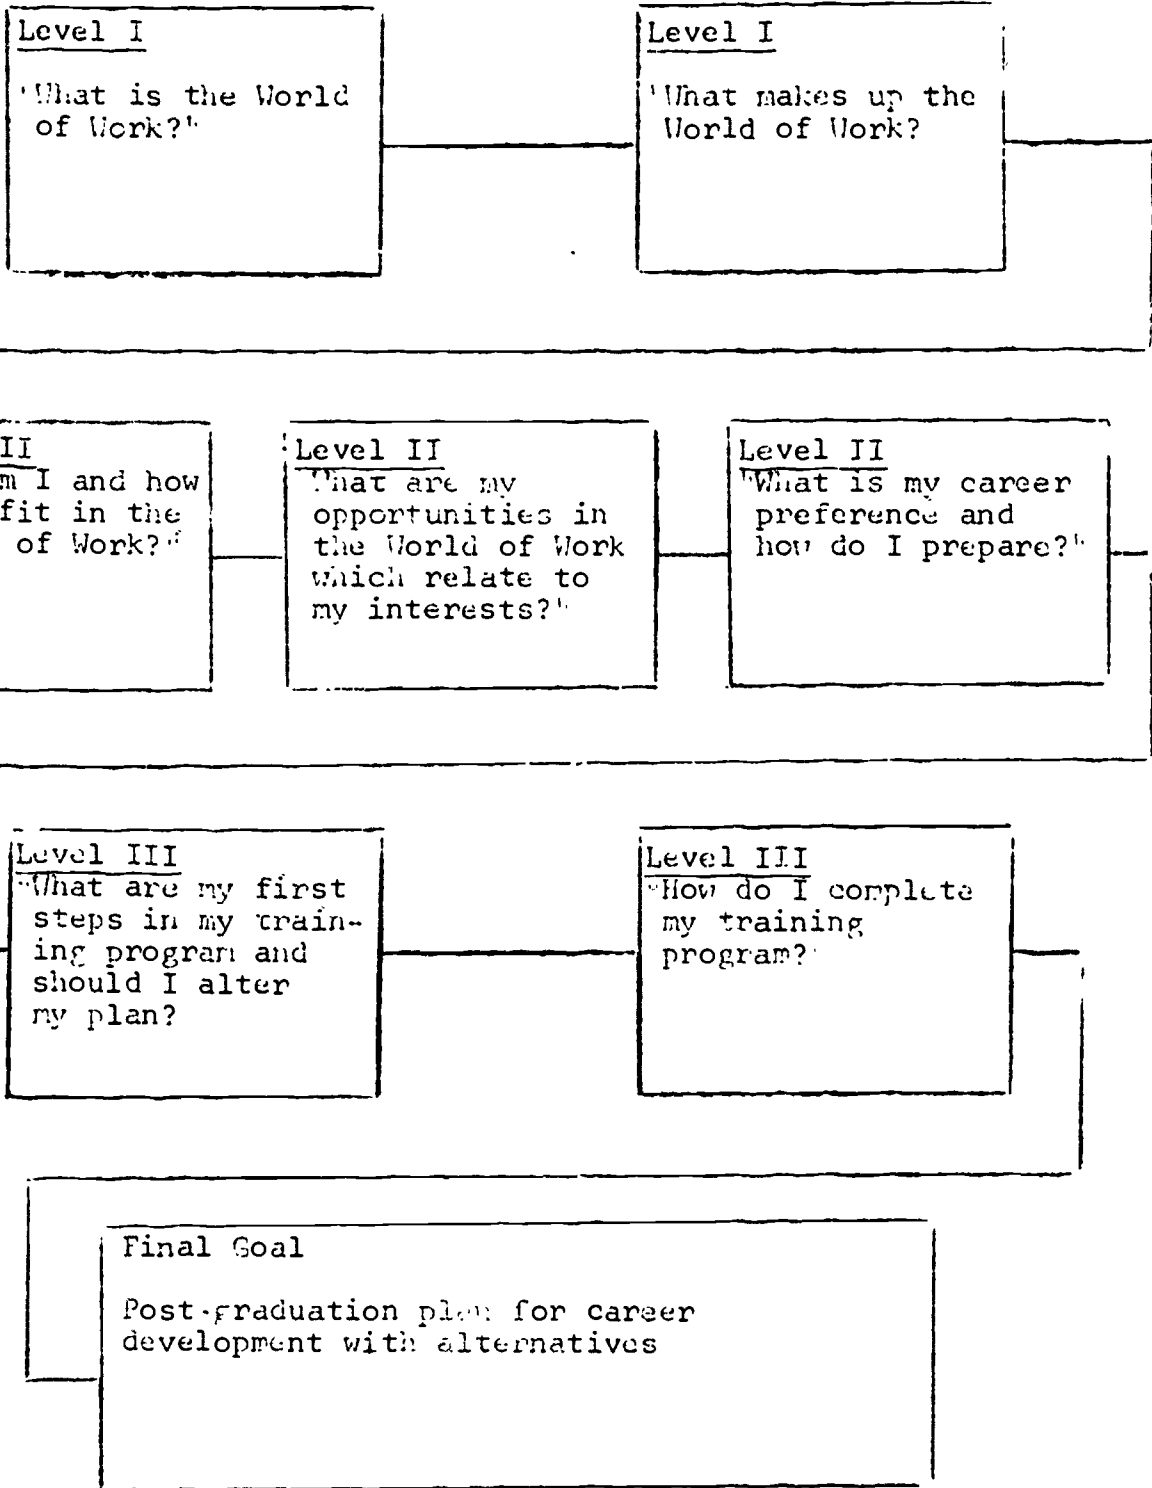 Level I
"What is the World
of Work?"
Level I
"What makes up the
World of Work?
II
m I and how
fit in the
of Work?"
Level II
"What are my
opportunities in
the World of Work
which relate to
my interests?"
Level II
"What is my career
preference and
how do I prepare?"
Level III
"What are my first
steps in my train-
ing program and
should I alter
my plan?
Level III
"How do I complete
my training
program?"
Final Goal
Post-graduation plan for career
development with alternatives